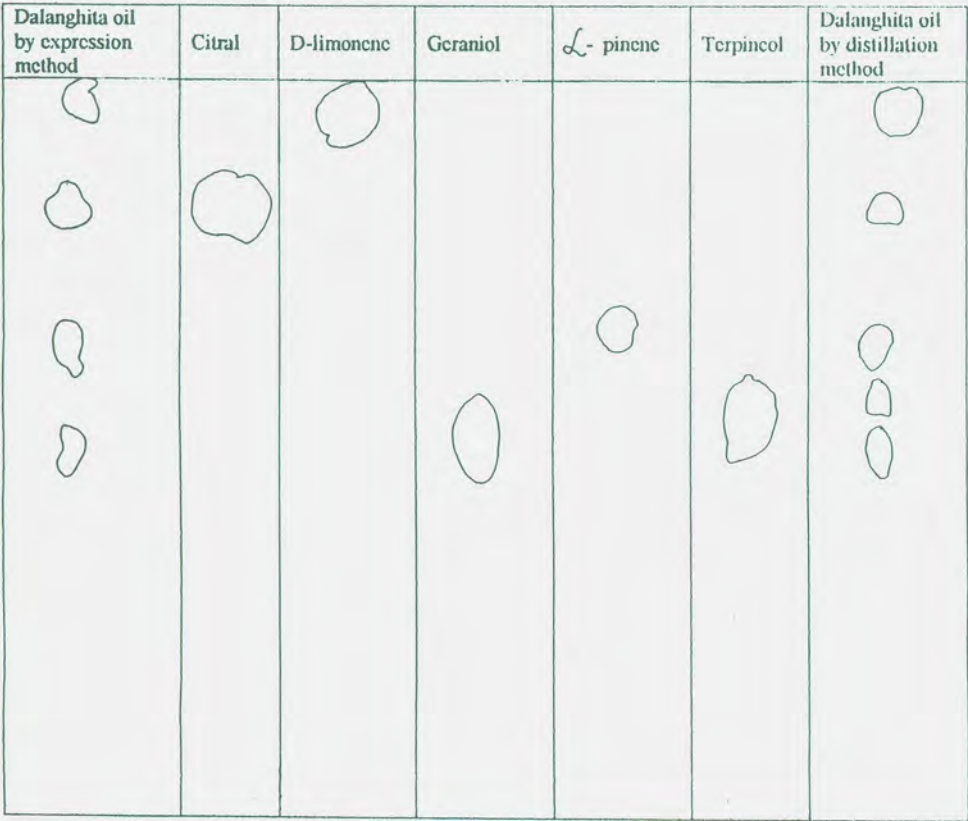 Dalanghita oil
by expression
method
Citral
D-limonene
Geraniol
α- pinene
Terpineol
Dalanghita oil
by distillation
method